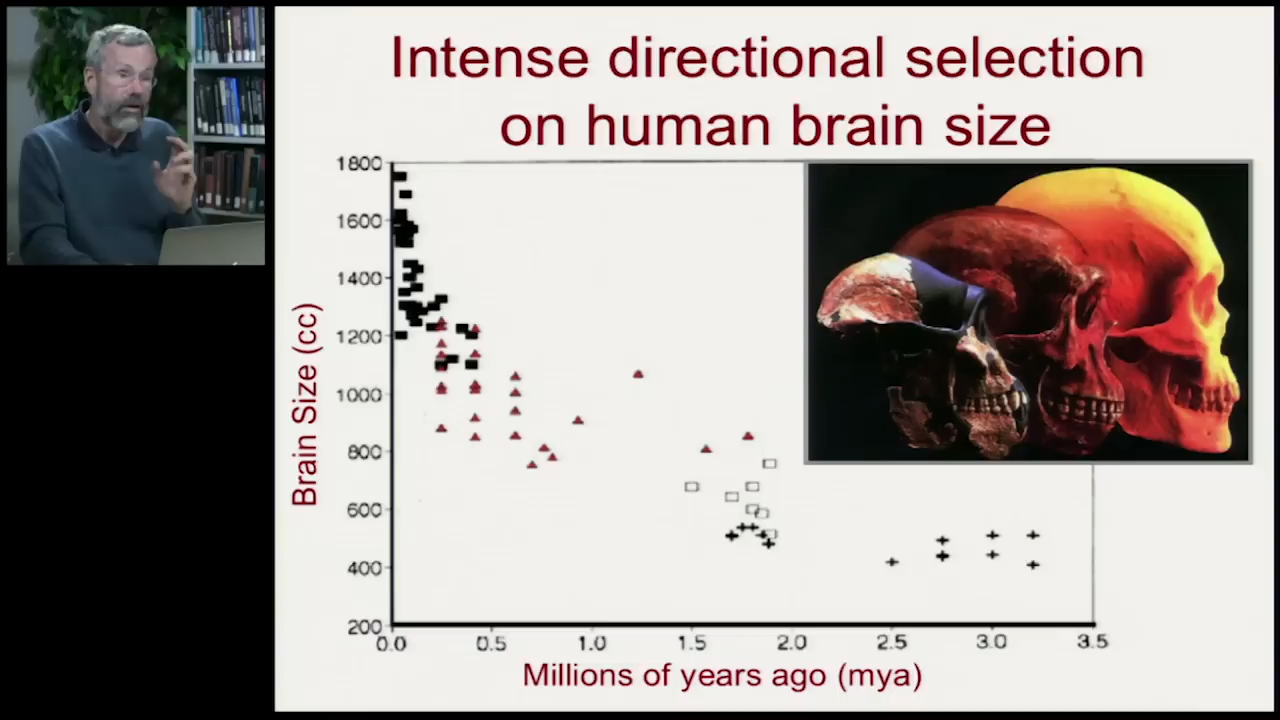 Intense directional selection
on human brain size
1800
1600
1400
1200
1000
800
600
400
200
0.0 0.5 1.0 1.5 2.0 2.5 3.0 3.5
Brain Size (cc)
Millions of years ago (mya)